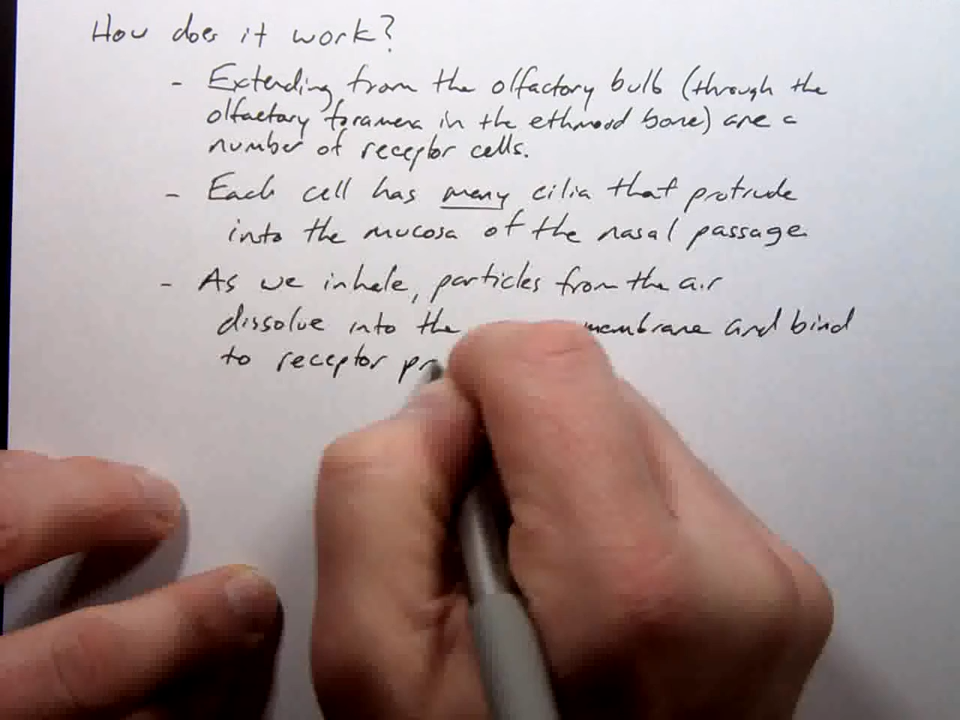 How does it work?
- Extending from the olfactory bulb (through the
olfactory foramera in the ethmoid bone) are a
number of receptor cells.
- Each cell has many cilia that protrude
into the mucosa of the nasal passage.
- As we inhale, particles from the air
dissolve into the membrane and bind
to receptor pr